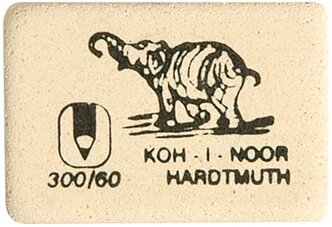 300/60
KOH - I - NOOR
HARDTMUTH